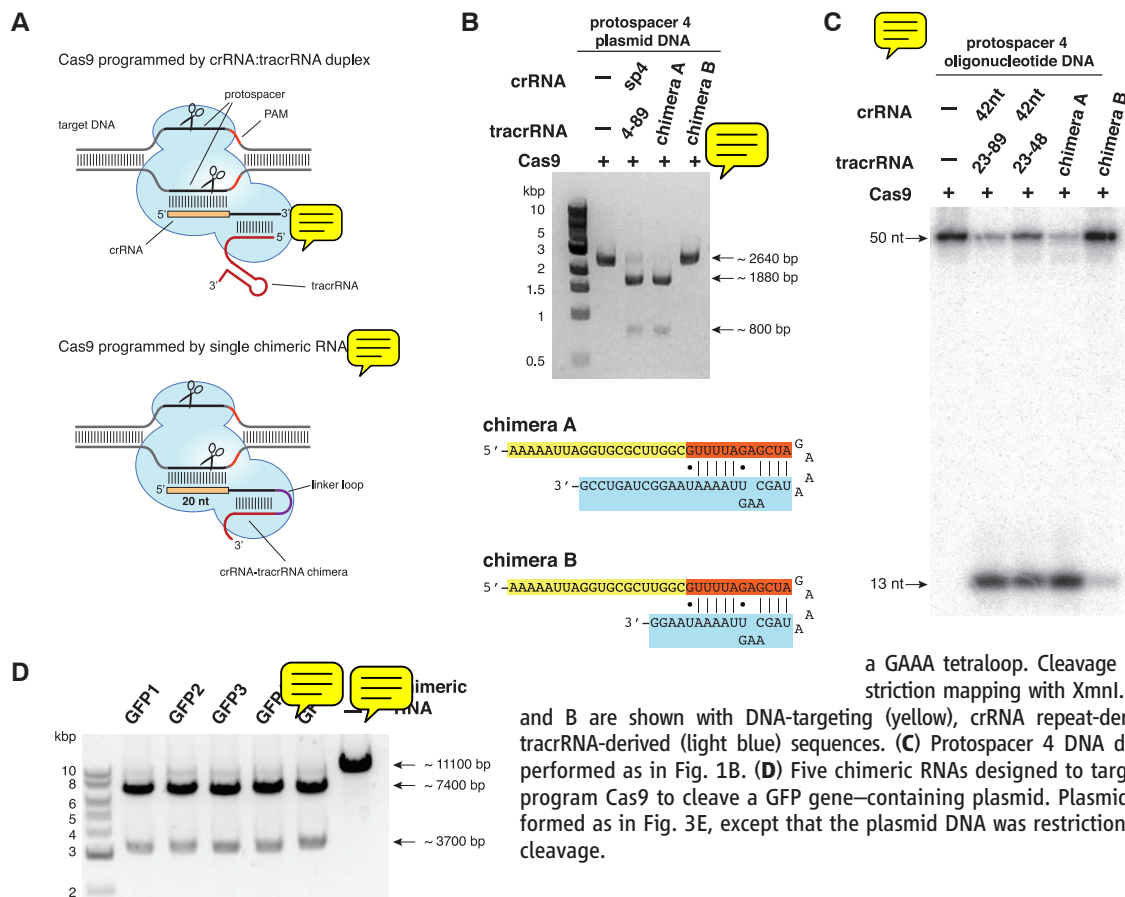 A
Cas9 programmed by crRNA:tracrRNA duplex
protospacer
PAM
target DNA
5'
3'
5'
crRNA
3'
tracrRNA
Cas9 programmed by single chimeric RNA
linker loop
5'
20 nt
3'
crRNA-tracrRNA chimera
B
protospacer 4
plasmid DNA
crRNA — sp4 chimera A chimera B
tracrRNA — 4-89
Cas9 + + + +
kbp
10
5
3
2
1.5
1
0.5
~ 2640 bp
~ 1880 bp
~ 800 bp
chimera A
5′-AAAAAUUAGGUGCGCUUGGCGUUUUAGAGCUA
G
A
A
A
3′-GCCUGAUCGGAAUAAAAUU CGAU
GAA
chimera B
5′-AAAAAUUAGGUGCGCUUGGCGUUUUAGAGCUA
G
A
A
A
3′-GGAAUAAAAUU CGAU
GAA
C
protospacer 4
oligonucleotide DNA
crRNA — 42nt 42nt chimera A chimera B
tracrRNA — 23-89 23-48
Cas9 + + + + +
50 nt
13 nt
D
GFP1 GFP2 GFP3 —
kbp
10
8
6
5
4
3
2
~ 11100 bp
~ 7400 bp
~ 3700 bp
a GAAA tetraloop. Cleavage
striction mapping with XmnI.
and B are shown with DNA-targeting (yellow), crRNA repeat-der
tracrRNA-derived (light blue) sequences. (C) Protospacer 4 DNA d
performed as in Fig. 1B. (D) Five chimeric RNAs designed to targ
program Cas9 to cleave a GFP gene–containing plasmid. Plasmid
formed as in Fig. 3E, except that the plasmid DNA was restriction
cleavage.